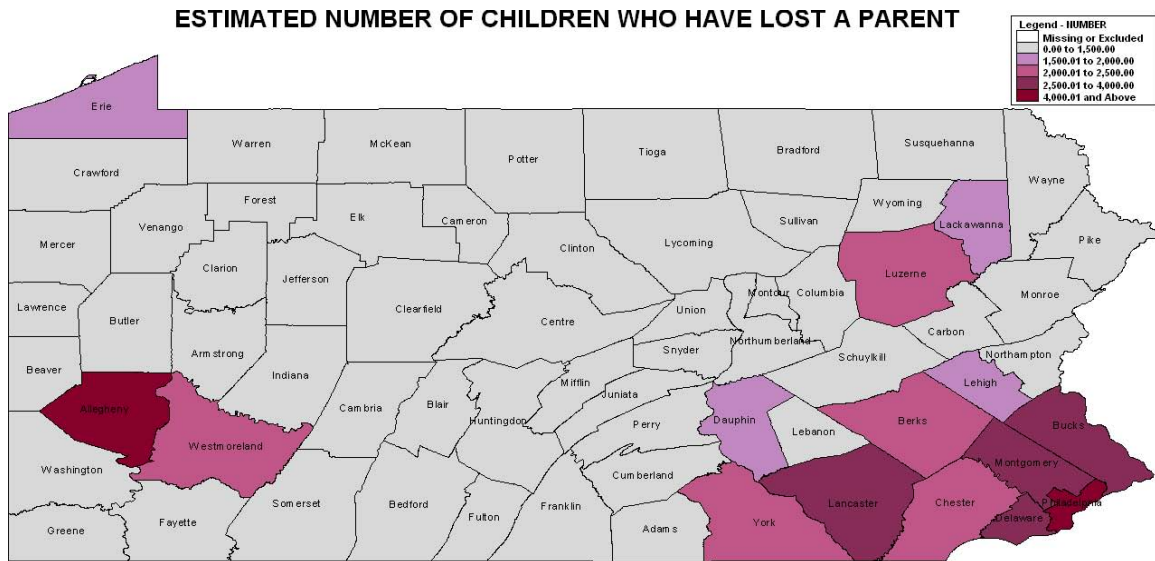 ESTIMATED NUMBER OF CHILDREN WHO HAVE LOST A PARENT
Legend - NUMBER
Missing or Excluded
0.00 to 1,500.00
1,500.01 to 2,000.00
2,000.01 to 2,500.00
2,500.01 to 4,000.00
4,000.01 and Above
Erie
Crawford
Warren
McKean
Potter
Tioga
Bradford
Susquehanna
Wayne
Mercer
Venango
Forest
Elk
Cameron
Clinton
Lycoming
Sullivan
Wyoming
Lackawanna
Pike
Lawrence
Butler
Clarion
Jefferson
Clearfield
Centre
Union
Montour
Columbia
Luzerne
Monroe
Beaver
Armstrong
Indiana
Snyder
Northumberland
Schuylkill
Carbon
Northampton
Allegheny
Westmoreland
Cambria
Blair
Huntingdon
Mifflin
Juniata
Perry
Dauphin
Lebanon
Berks
Lehigh
Bucks
Washington
Somerset
Bedford
Fulton
Franklin
Cumberland
Lancaster
Chester
Montgomery
Philadelphia
Delaware
Greene
Fayette
Adams
York